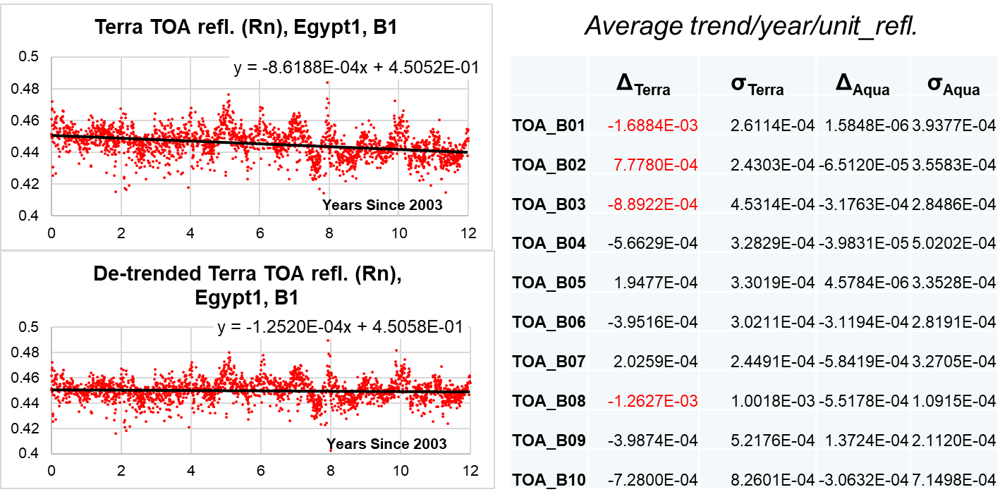 Terra TOA refl. (Rn), Egypt1, B1
y = -8.6188E-04x + 4.5052E-01
0.5
0.48
0.46
0.44
0.42
0.4
Years Since 2003
0 2 4 6 8 10 12
De-trended Terra TOA refl. (Rn),
Egypt1, B1
y = -1.2520E-04x + 4.5058E-01
0.5
0.48
0.46
0.44
0.42
0.4
Years Since 2003
0 2 4 6 8 10 12
Average trend/year/unit_refl.
Δ Terra σ Terra Δ Aqua σ Aqua
TOA_B01 -1.6884E-03 2.6114E-04 1.5848E-06 3.9377E-04
TOA_B02 7.7780E-04 2.4303E-04 -6.5120E-05 3.5583E-04
TOA_B03 -8.8922E-04 4.5314E-04 -3.1763E-04 2.8486E-04
TOA_B04 -5.6629E-04 3.2829E-04 -3.9831E-05 5.0202E-04
TOA_B05 1.9477E-04 3.3019E-04 4.5784E-06 3.3528E-04
TOA_B06 -3.9516E-04 3.0211E-04 -3.1194E-04 2.8191E-04
TOA_B07 2.0259E-04 2.4491E-04 -5.8419E-05 3.2705E-04
TOA_B08 -1.2627E-03 1.0018E-03 -5.5178E-04 1.0915E-04
TOA_B09 -3.9874E-04 5.2176E-04 1.3724E-04 2.1120E-04
TOA_B10 -7.2800E-04 8.2601E-04 -3.0632E-04 7.1498E-04